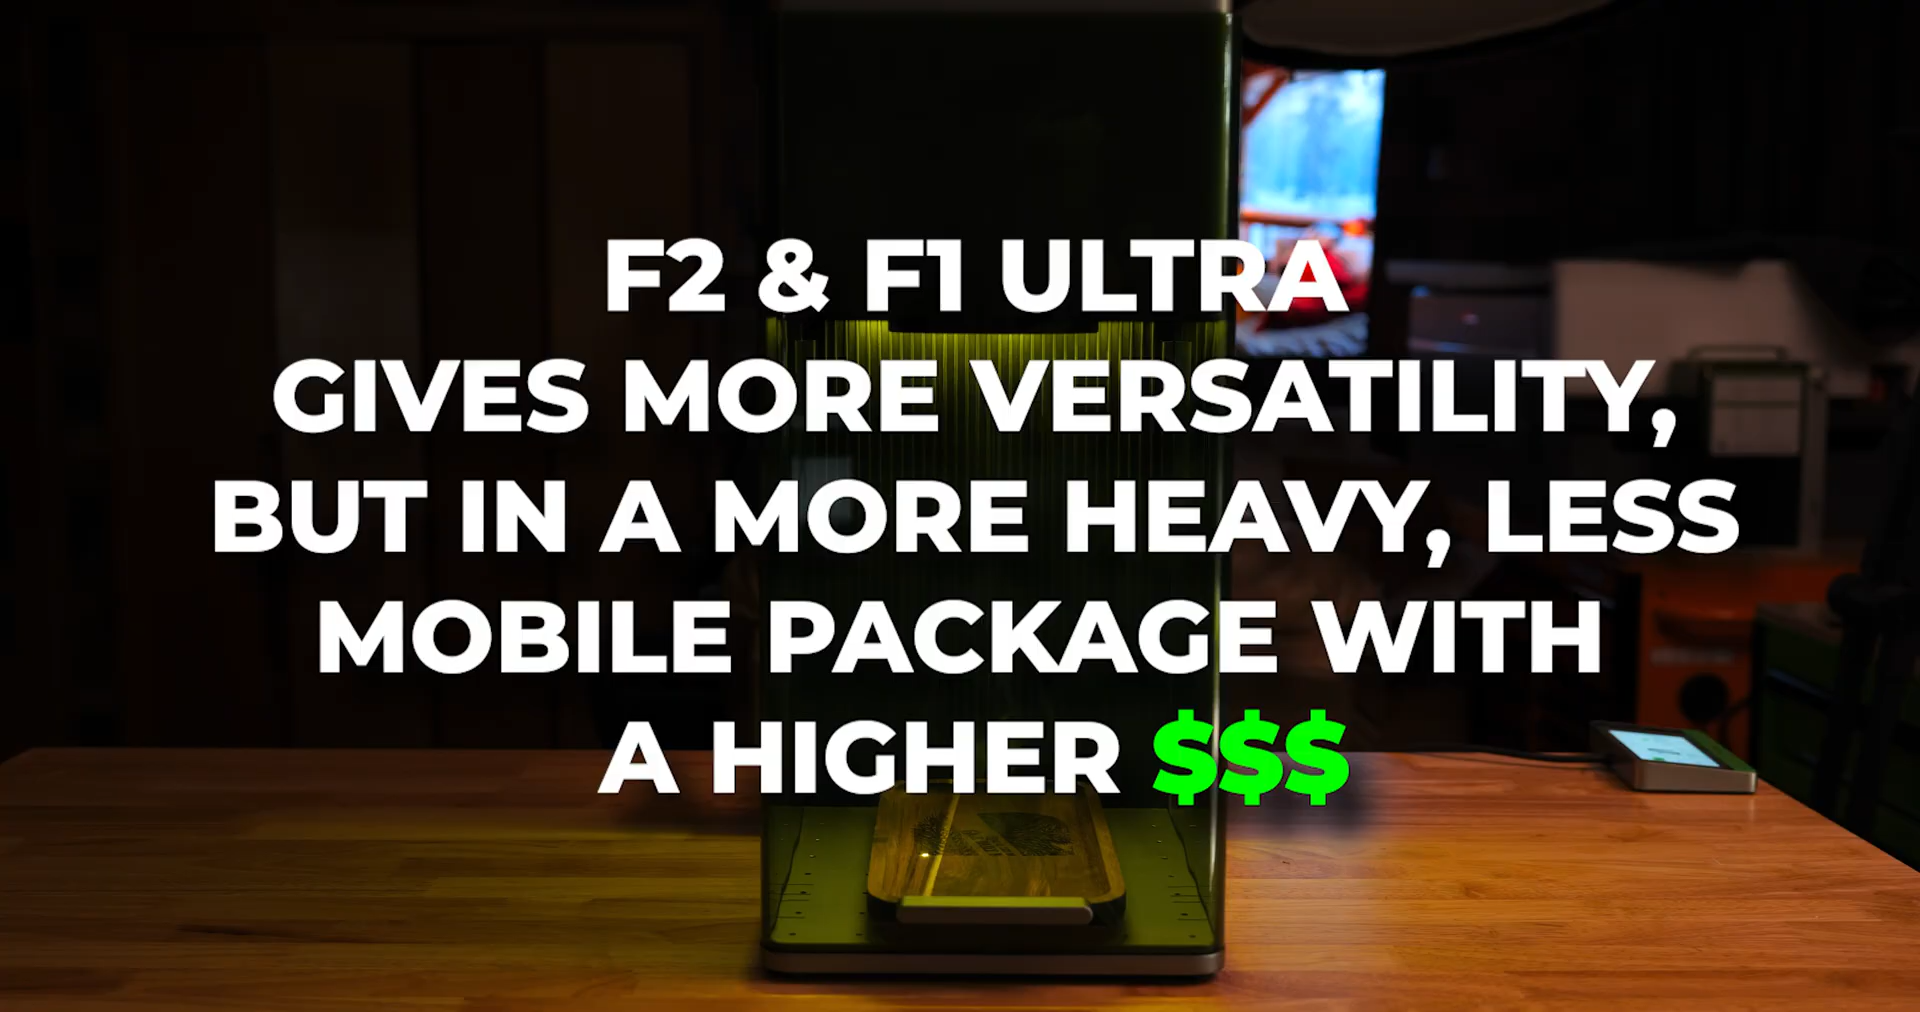 F2 & F1 ULTRA
GIVES MORE VERSATILITY,
BUT IN A MORE HEAVY, LESS
MOBILE PACKAGE WITH
A HIGHER $$$